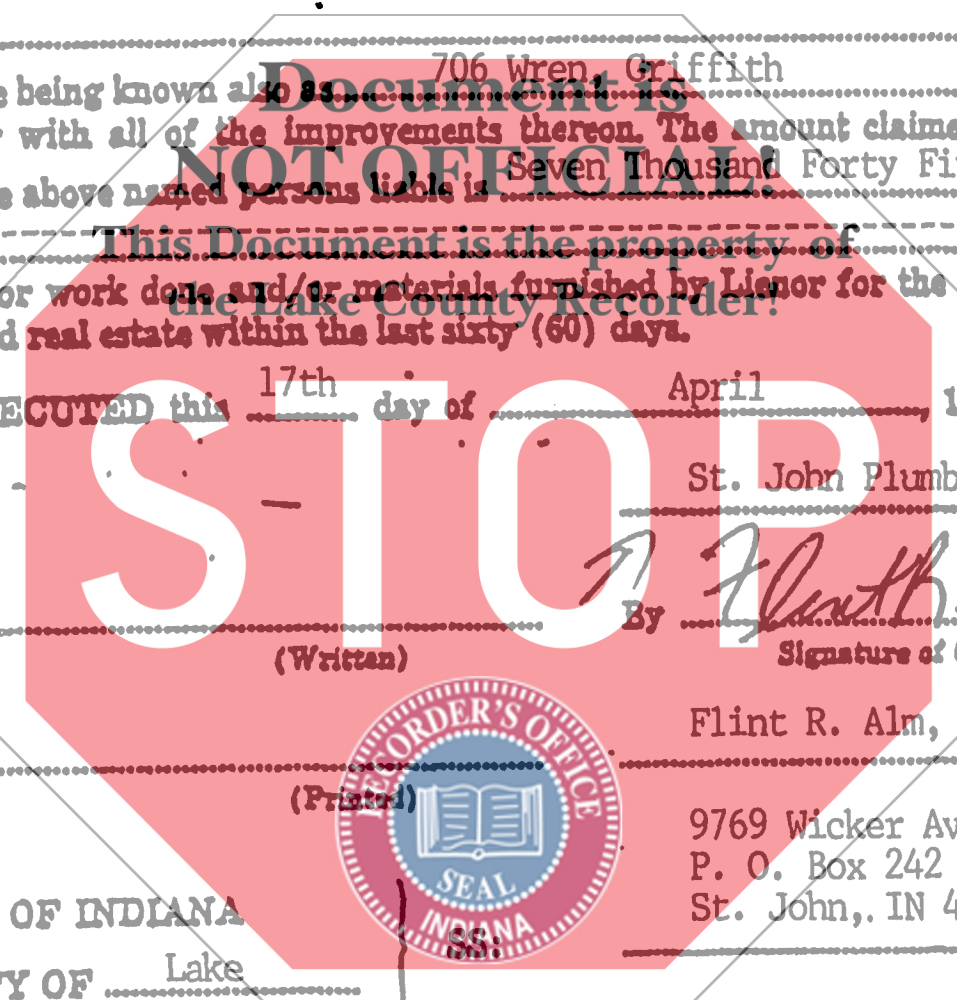 706 Wren, Griffith
e being known also as
Document is
with all of the improvements thereon. The amount claime
NOT OFFICIAL!
Seven Thousand Forty Fi
e above named persons liable is
This Document is the property of
or work done and/or materials furnished by Lienor for the
the Lake County Recorder!
d real estate within the last sixty (60) days.
ECUTED this 17th day of April, 1
STOP
St. John Plumb
By Flint R.
(Written)
Signature of
RECORDER'S OFFICE
SEAL
INDIANA
Flint R. Alm,
(Printed)
9769 Wicker Av
P. O. Box 242
St. John,. IN 4
OF INDIANA
SS:
Y OF Lake